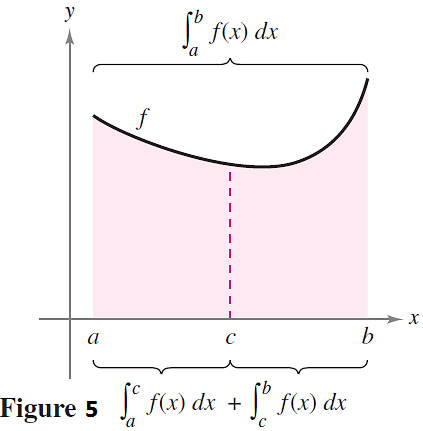 y
∫_a^b f(x) dx
f
x
a c b
Figure 5 ∫_a^c f(x) dx + ∫_c^b f(x) dx